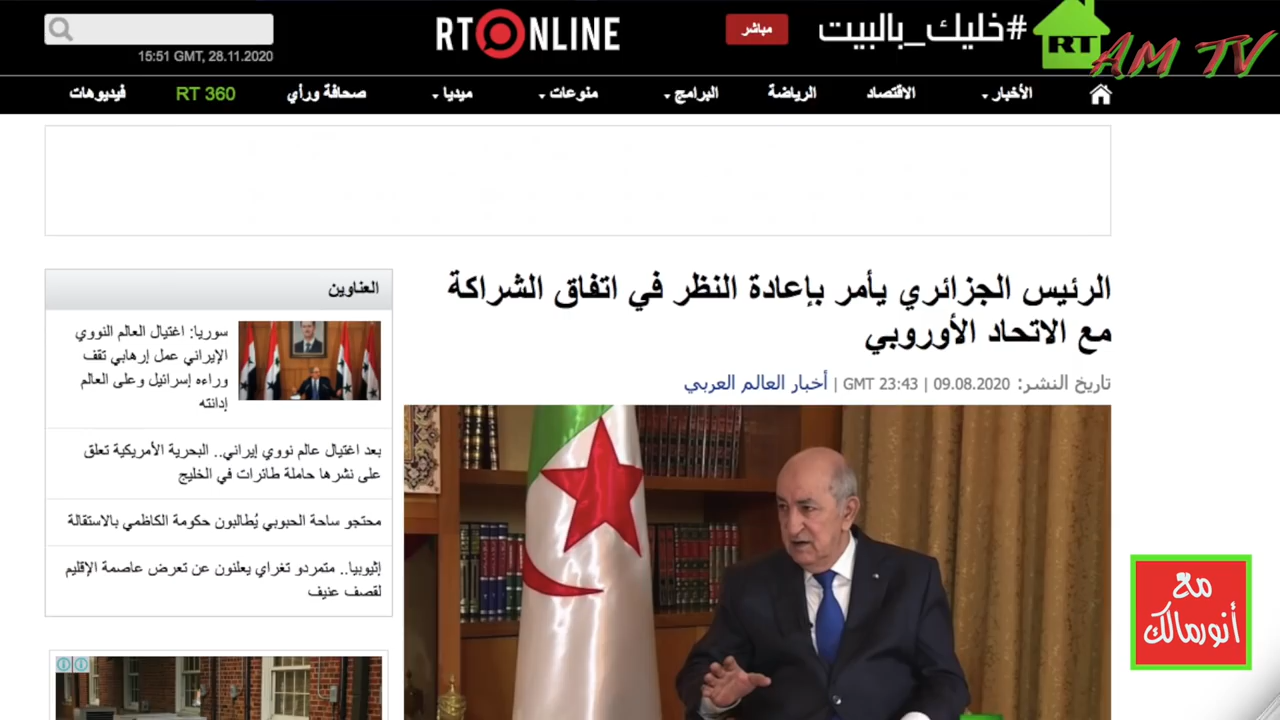 15:51 GMT, 28.11.2020
RT ONLINE
مباشر
#خليك_بالبيت
RT
AM TV
الأخبار
الاقتصاد
الرياضة
البرامج
منوعات
ميديا
صحافة ورأي
RT 360
فيديوهات
الرئيس الجزائري يأمر بإعادة النظر في اتفاق الشراكة
مع الاتحاد الأوروبي
تاريخ النشر: 09.08.2020 | 23:43 GMT | أخبار العالم العربي
العناوين
سوريا: اغتيال العالم النووي
الإيراني عمل إرهابي تقف
وراءه إسرائيل وعلى العالم
إدانته
بعد اغتيال عالم نووي إيراني.. البحرية الأمريكية تعلق
على نشرها حاملة طائرات في الخليج
محتجو ساحة الحبوبي يُطالبون حكومة الكاظمي بالاستقالة
إثيوبيا.. متمردو تغراي يعلنون عن تعرض عاصمة الإقليم
لقصف عنيف
مع
أنورمالك